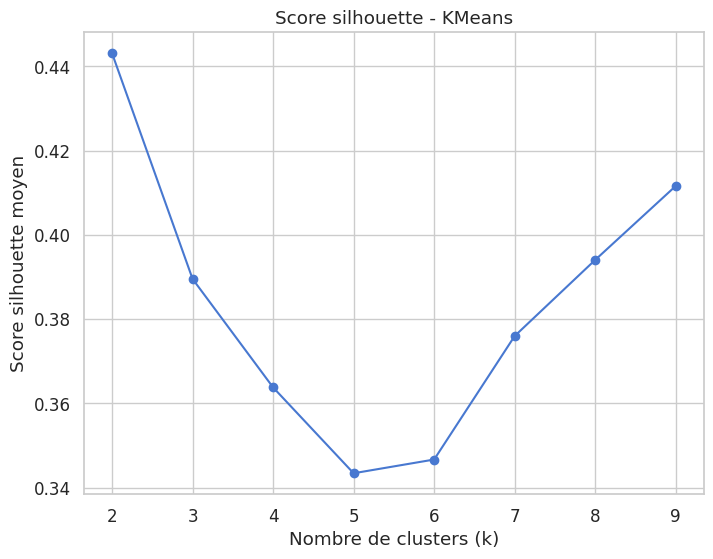 Score silhouette - KMeans
Score silhouette moyen
0.44
0.42
0.40
0.38
0.36
0.34
2 3 4 5 6 7 8 9
Nombre de clusters (k)